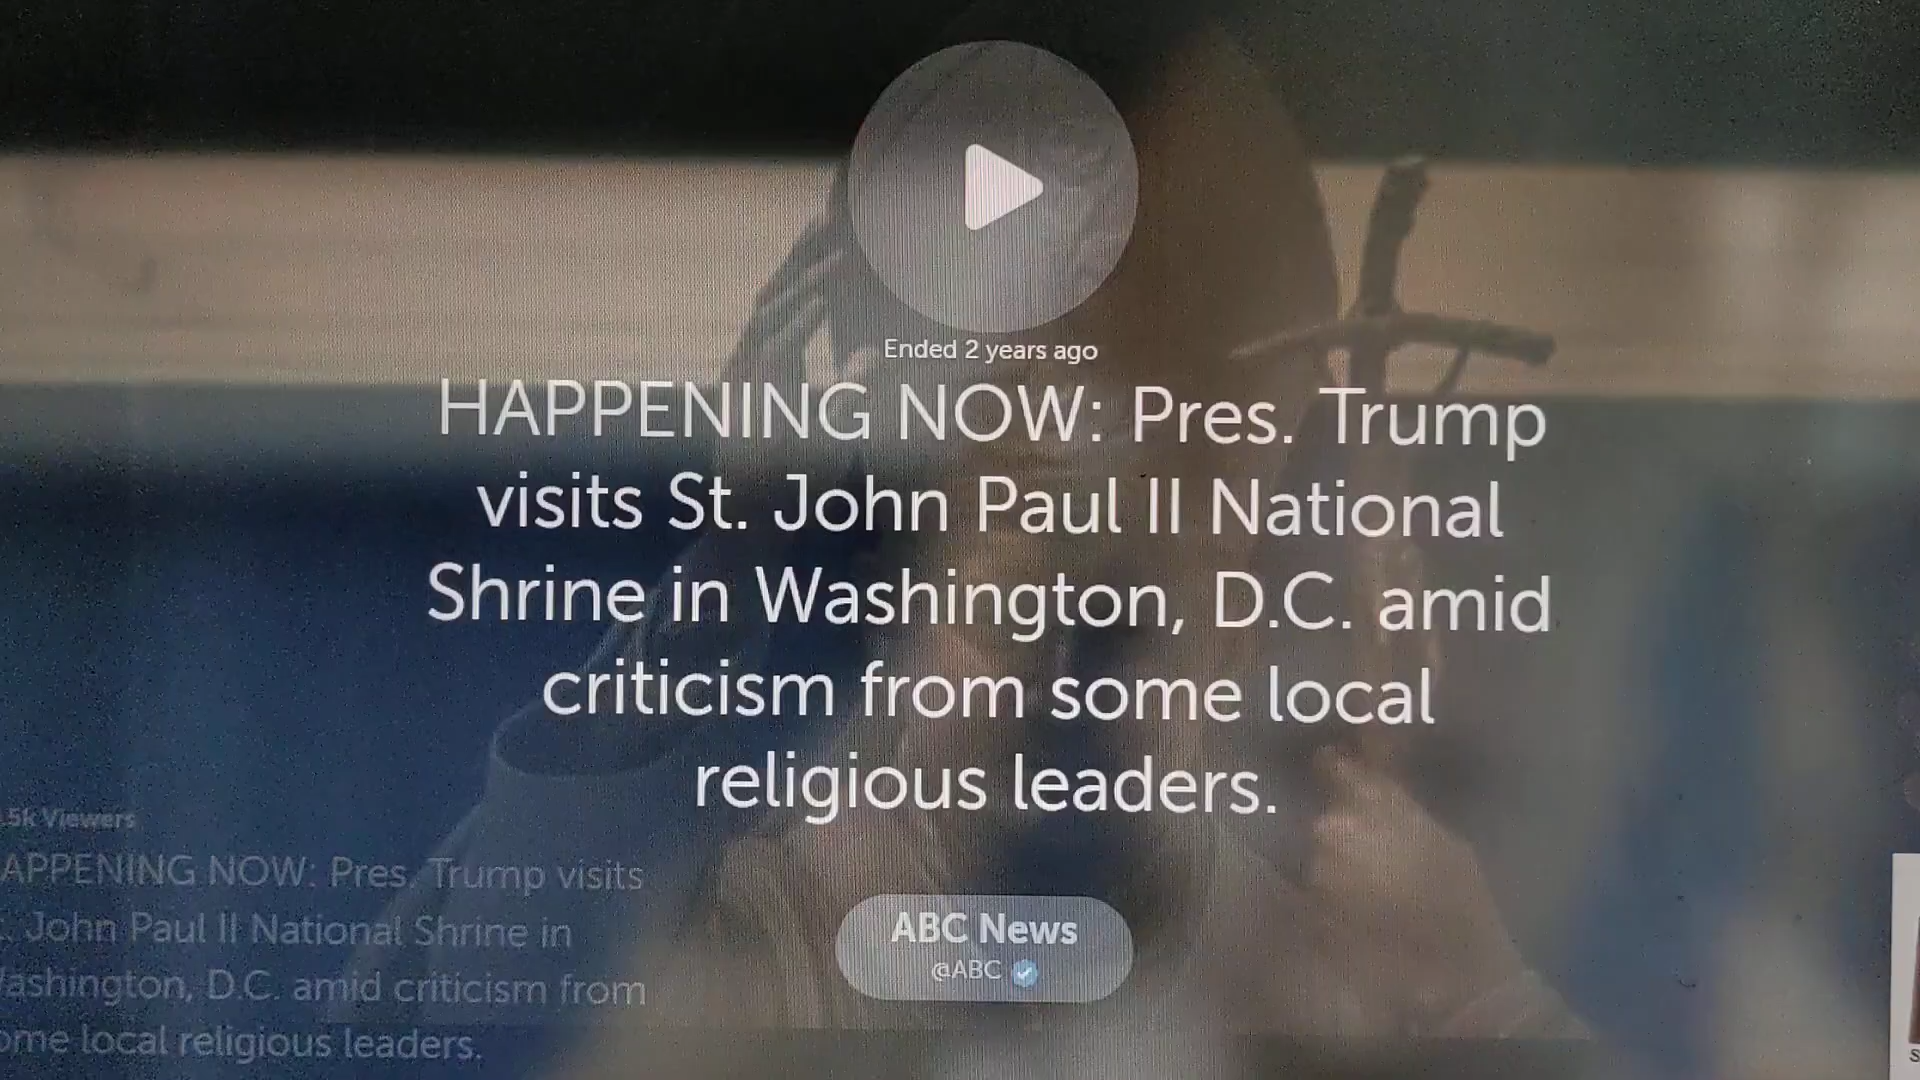 Ended 2 years ago
HAPPENING NOW: Pres. Trump
visits St. John Paul II National
Shrine in Washington, D.C. amid
criticism from some local
religious leaders.
ABC News
@ABC
5k Viewers
APPENING NOW: Pres. Trump visits
. John Paul II National Shrine in
ashington, D.C. amid criticism from
ome local religious leaders.